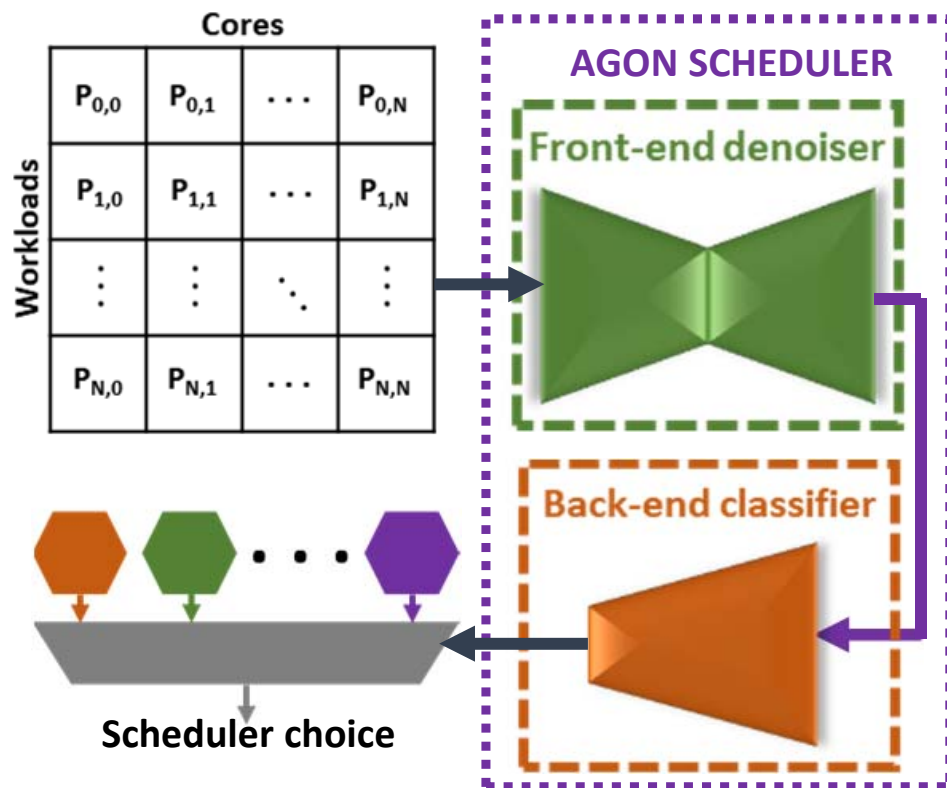 Cores
Workloads
P0,0 P0,1 ... P0,N
P1,0 P1,1 ... P1,N
⋮ ⋮ ⋱ ⋮
PN,0 PN,1 ... PN,N
AGON SCHEDULER
Front-end denoiser
Back-end classifier
• • •
Scheduler choice